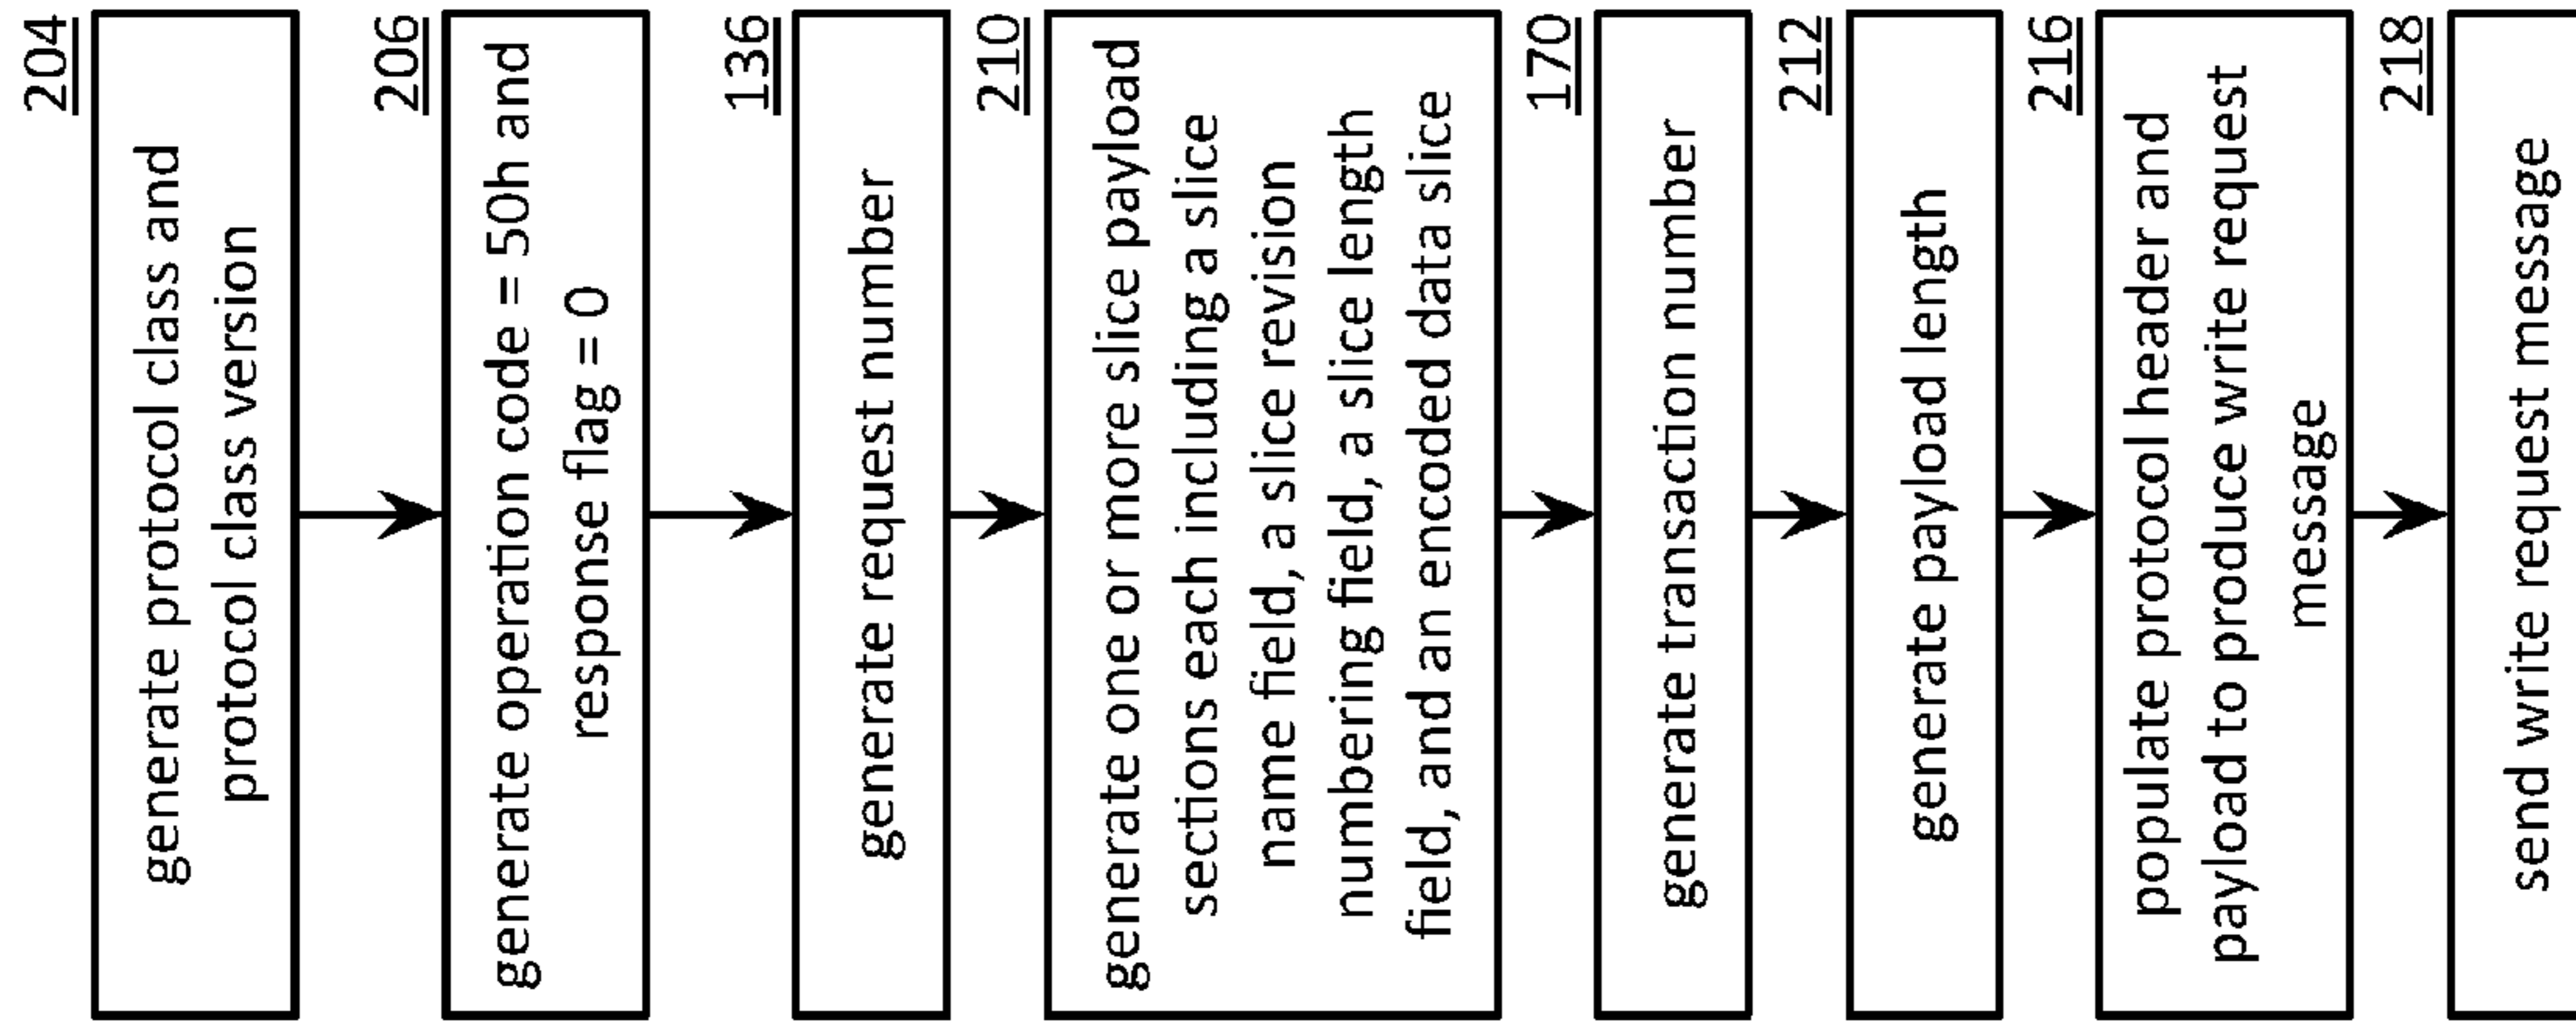 204
generate protocol class and
protocol class version
206
generate operation code = 50h and
response flag = 0
136
generate request number
210
generate one or more slice payload
sections each including a slice
name field, a slice revision
numbering field, a slice length
field, and an encoded data slice
170
generate transaction number
212
generate payload length
216
populate protocol header and
payload to produce write request
message
218
send write request message